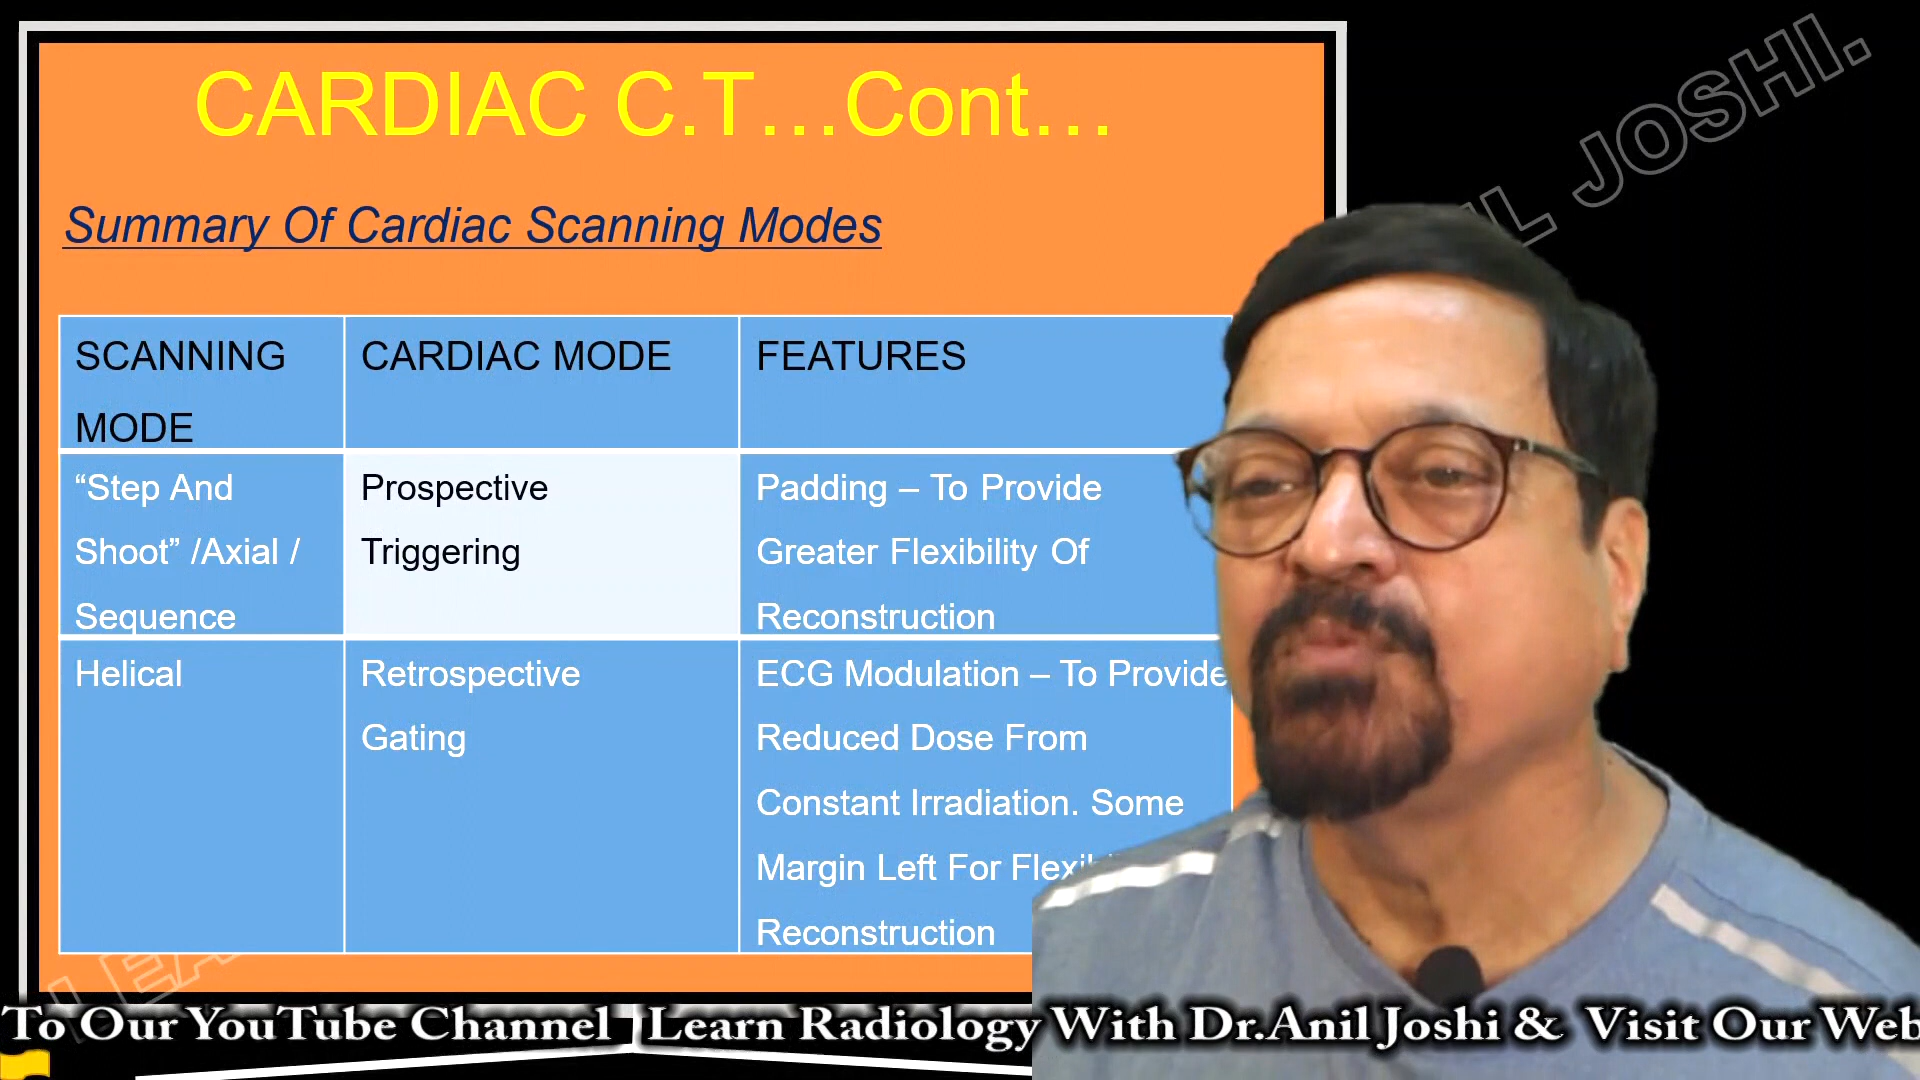 CARDIAC C.T…Cont…
Summary Of Cardiac Scanning Modes
SCANNING
MODE
CARDIAC MODE
FEATURES
“Step And
Shoot” /Axial /
Sequence
Prospective
Triggering
Padding – To Provide
Greater Flexibility Of
Reconstruction
Helical
Retrospective
Gating
ECG Modulation – To Provide
Reduced Dose From
Constant Irradiation. Some
Margin Left For
Reconstruction
JOSHI.
To Our YouTube Channel Learn Radiology With Dr.Anil Joshi & Visit Our Web